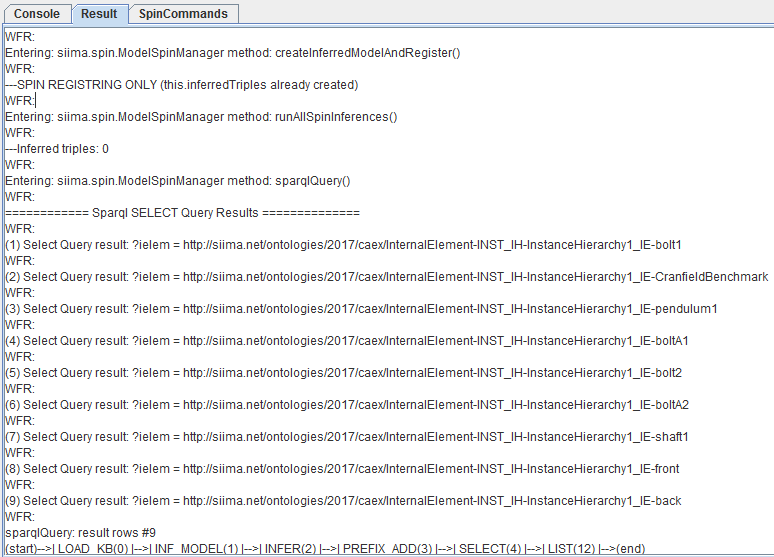 Console Result SpinCommands
WFR:
Entering: siima.spin.ModelSpinManager method: createInferredModelAndRegister()
WFR:
---SPIN REGISTRING ONLY (this.inferredTriples already created)
WFR:
Entering: siima.spin.ModelSpinManager method: runAllSpinInferences()
WFR:
---Inferred triples: 0
WFR:
Entering: siima.spin.ModelSpinManager method: sparqlQuery()
WFR:
============ Sparql SELECT Query Results ==============
WFR:
(1) Select Query result: ?ielem = http://siima.net/ontologies/2017/caex/InternalElement-INST_IH-InstanceHierarchy1_IE-bolt1
WFR:
(2) Select Query result: ?ielem = http://siima.net/ontologies/2017/caex/InternalElement-INST_IH-InstanceHierarchy1_IE-CranfieldBenchmark
WFR:
(3) Select Query result: ?ielem = http://siima.net/ontologies/2017/caex/InternalElement-INST_IH-InstanceHierarchy1_IE-pendulum1
WFR:
(4) Select Query result: ?ielem = http://siima.net/ontologies/2017/caex/InternalElement-INST_IH-InstanceHierarchy1_IE-boltA1
WFR:
(5) Select Query result: ?ielem = http://siima.net/ontologies/2017/caex/InternalElement-INST_IH-InstanceHierarchy1_IE-bolt2
WFR:
(6) Select Query result: ?ielem = http://siima.net/ontologies/2017/caex/InternalElement-INST_IH-InstanceHierarchy1_IE-boltA2
WFR:
(7) Select Query result: ?ielem = http://siima.net/ontologies/2017/caex/InternalElement-INST_IH-InstanceHierarchy1_IE-shaft1
WFR:
(8) Select Query result: ?ielem = http://siima.net/ontologies/2017/caex/InternalElement-INST_IH-InstanceHierarchy1_IE-front
WFR:
(9) Select Query result: ?ielem = http://siima.net/ontologies/2017/caex/InternalElement-INST_IH-InstanceHierarchy1_IE-back
WFR:
sparqlQuery: result rows #9
(start)-->| LOAD_KB(0) |-->| INF_MODEL(1) |-->| INFER(2) |-->| PREFIX_ADD(3) |-->| SELECT(4) |-->| LIST(12) |-->(end)